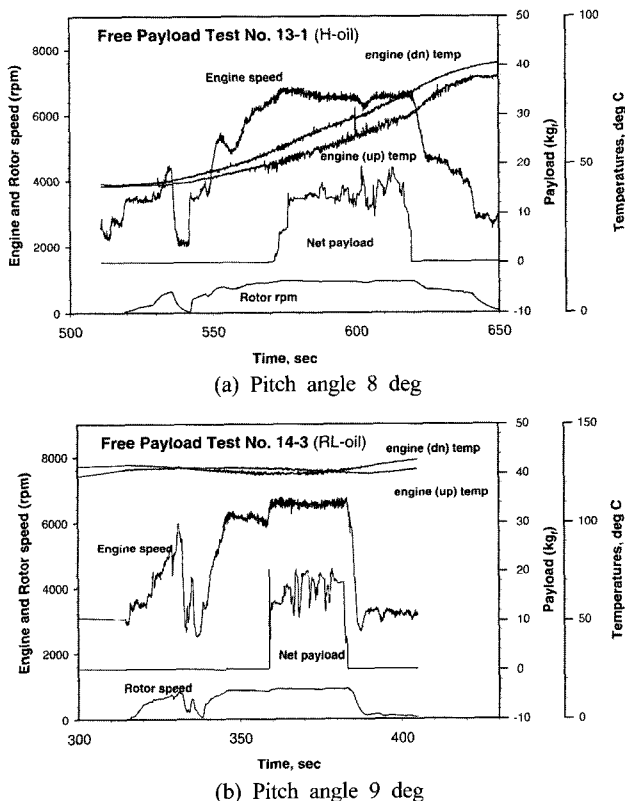 Free Payload Test No. 13-1 (H-oil)
Engine and Rotor speed (rpm)
8000
6000
4000
2000
0
Engine speed
engine (dn) temp
engine (up) temp
Net payload
Rotor rpm
50
40
30
20
10
0
-10
Payload (kgf)
100
50
0
Temperatures, deg C
500
550
600
650
Time, sec
(a) Pitch angle 8 deg
Free Payload Test No. 14-3 (RL-oil)
Engine and Rotor speed (rpm)
8000
6000
4000
2000
0
engine (dn) temp
engine (up) temp
Engine speed
Net payload
Rotor speed
50
40
30
20
10
0
-10
Payload (kgf)
150
100
50
0
Temperatures, deg C
300
350
400
Time, sec
(b) Pitch angle 9 deg